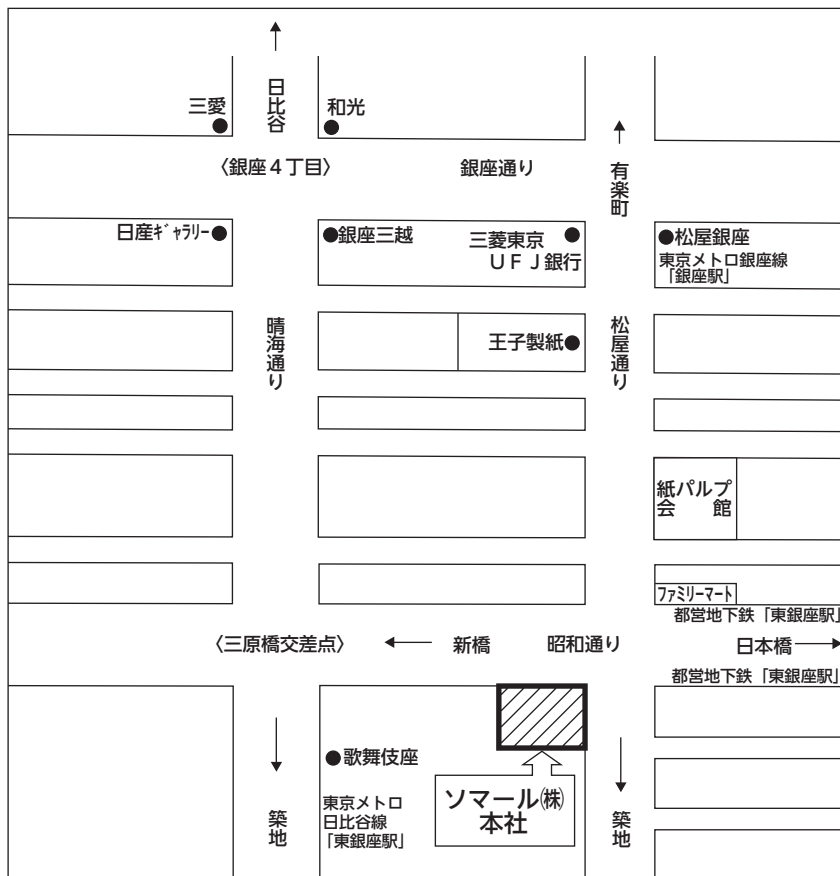 日比谷
三愛
和光
〈銀座４丁目〉
銀座通り
有楽町
日産ｷﾞｬﾗﾘｰ
銀座三越
三菱東京
ＵＦＪ銀行
松屋銀座
東京メトロ銀座線
「銀座駅」
晴海通り
王子製紙
松屋通り
紙パルプ
会　館
ﾌｧﾐﾘｰﾏｰﾄ
都営地下鉄「東銀座駅」
〈三原橋交差点〉
新橋
昭和通り
日本橋
都営地下鉄「東銀座駅」
歌舞伎座
東京メトロ
日比谷線
「東銀座駅」
ソマール㈱
本社
築地
築地